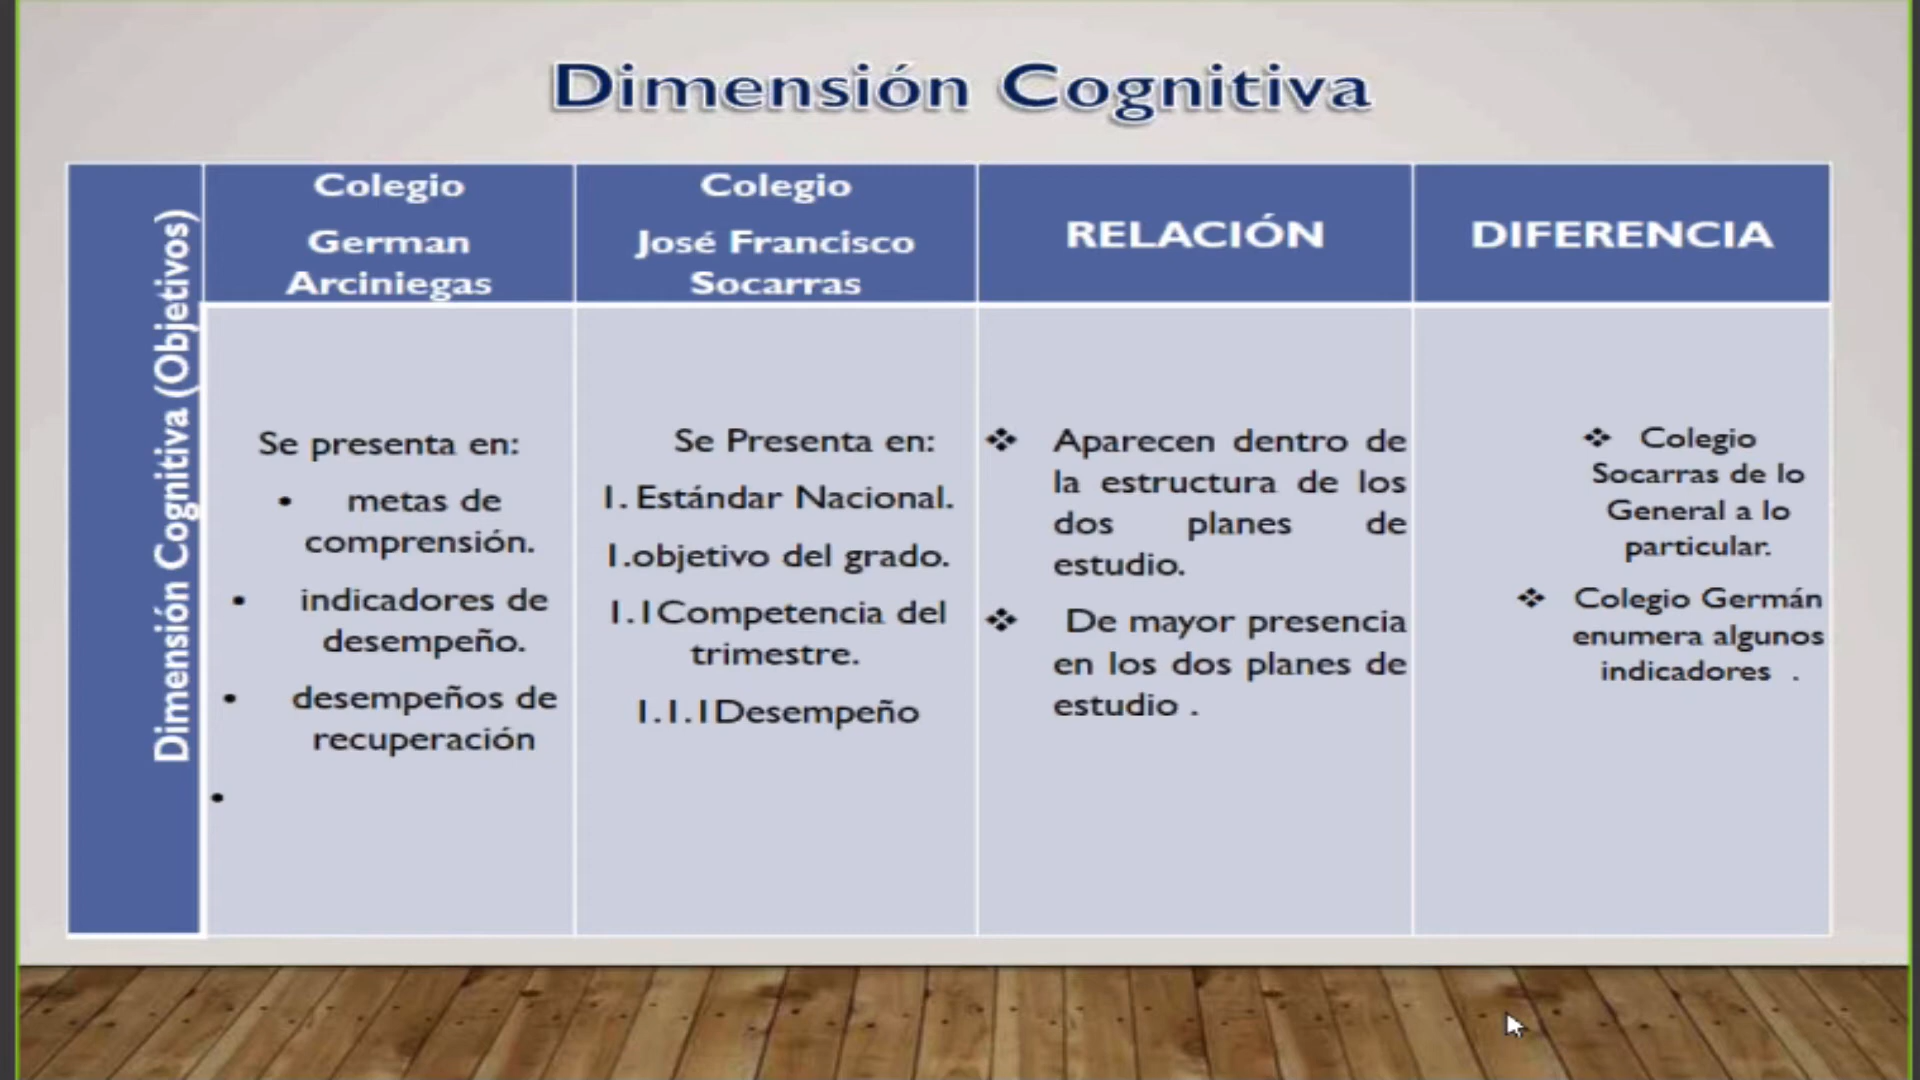 Dimensión Cognitiva
Dimensión Cognitiva (Objetivos)
Colegio
German
Arciniegas
Colegio
José Francisco
Socarras
RELACIÓN
DIFERENCIA
Se presenta en:
• metas de
comprensión.
• indicadores de
desempeño.
• desempeños de
recuperación
•
Se Presenta en:
1. Estándar Nacional.
1.objetivo del grado.
1.1Competencia del
trimestre.
1.1.1Desempeño
❖ Aparecen dentro de
la estructura de los
dos planes de
estudio.
❖ De mayor presencia
en los dos planes de
estudio .
❖ Colegio
Socarras de lo
General a lo
particular.
❖ Colegio Germán
enumera algunos
indicadores .